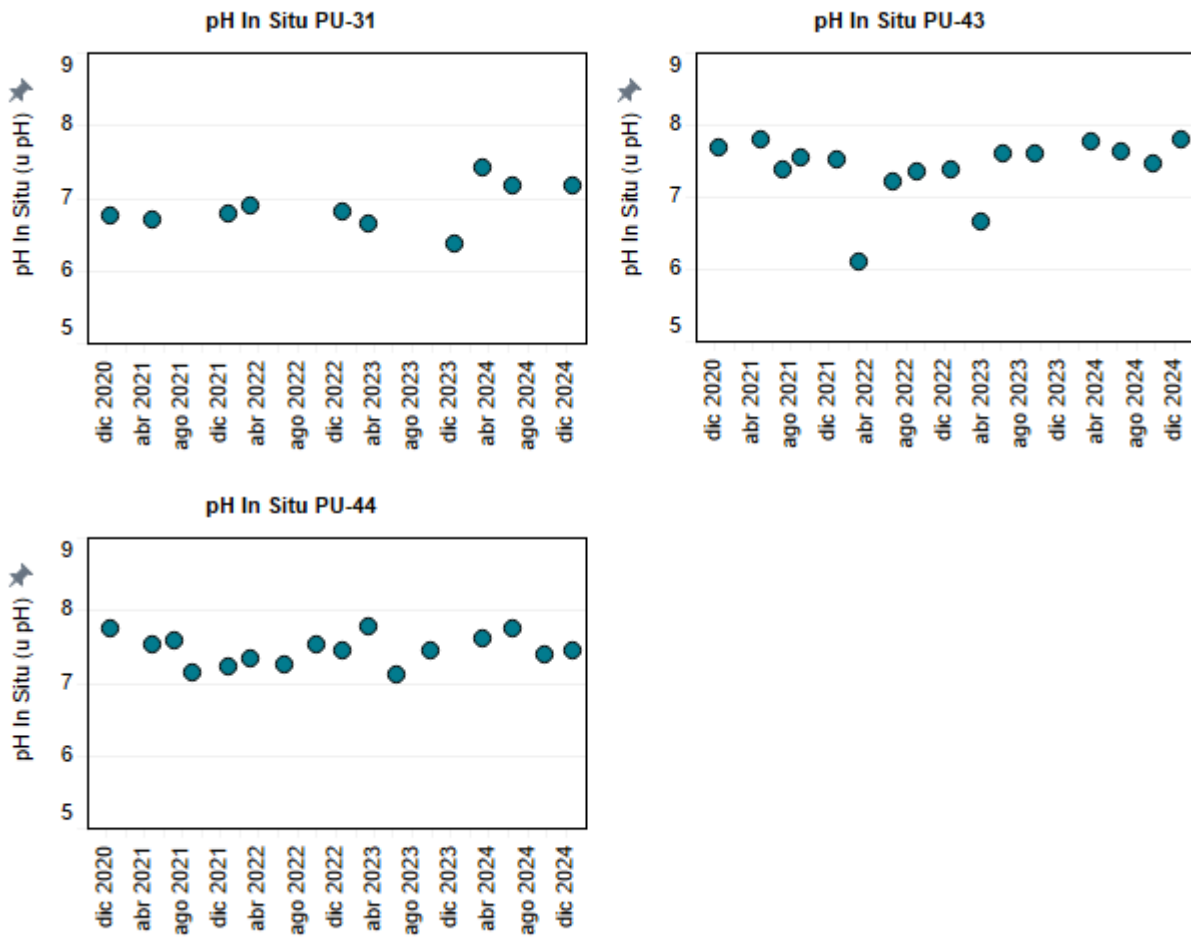 pH In Situ PU-31
pH In Situ (u pH)
9
8
7
6
5
dic 2020
abr 2021
ago 2021
dic 2021
abr 2022
ago 2022
dic 2022
abr 2023
ago 2023
dic 2023
abr 2024
ago 2024
dic 2024
pH In Situ PU-43
pH In Situ (u pH)
9
8
7
6
5
dic 2020
abr 2021
ago 2021
dic 2021
abr 2022
ago 2022
dic 2022
abr 2023
ago 2023
dic 2023
abr 2024
ago 2024
dic 2024
pH In Situ PU-44
pH In Situ (u pH)
9
8
7
6
5
dic 2020
abr 2021
ago 2021
dic 2021
abr 2022
ago 2022
dic 2022
abr 2023
ago 2023
dic 2023
abr 2024
ago 2024
dic 2024